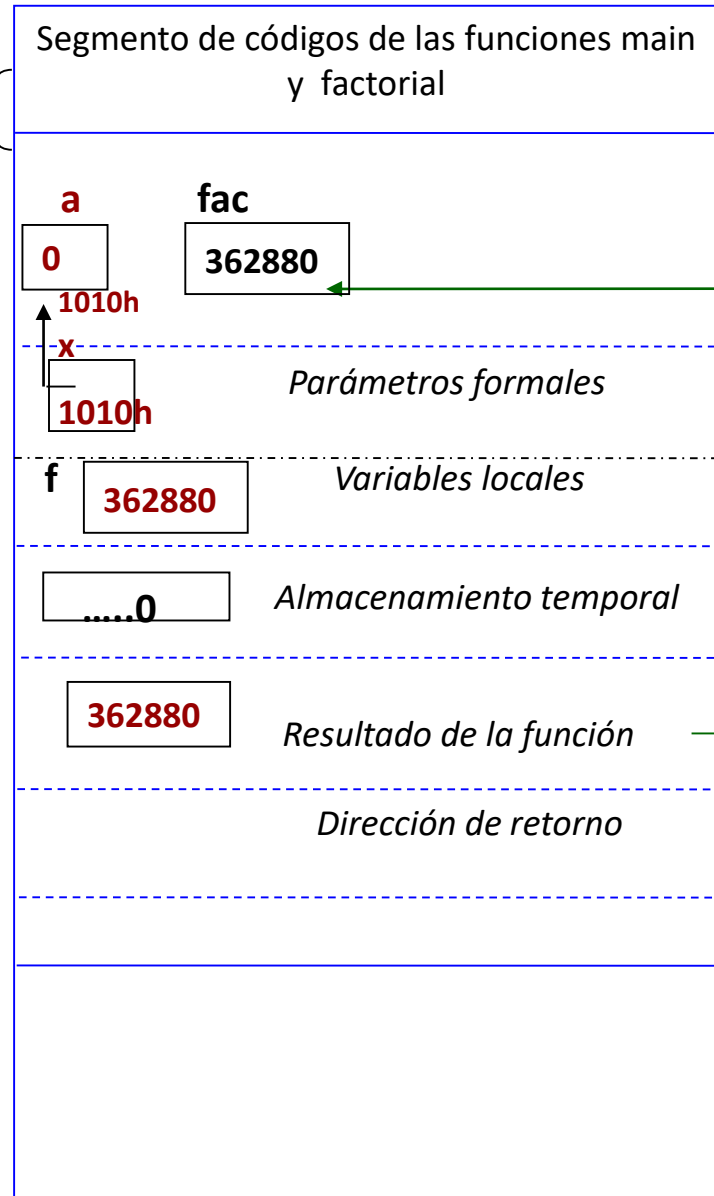 Segmento de códigos de las funciones main
y factorial
a fac
0 362880
1010h
x
Parámetros formales
1010h
f Variables locales
362880
.....0 Almacenamiento temporal
362880
Resultado de la función
Dirección de retorno